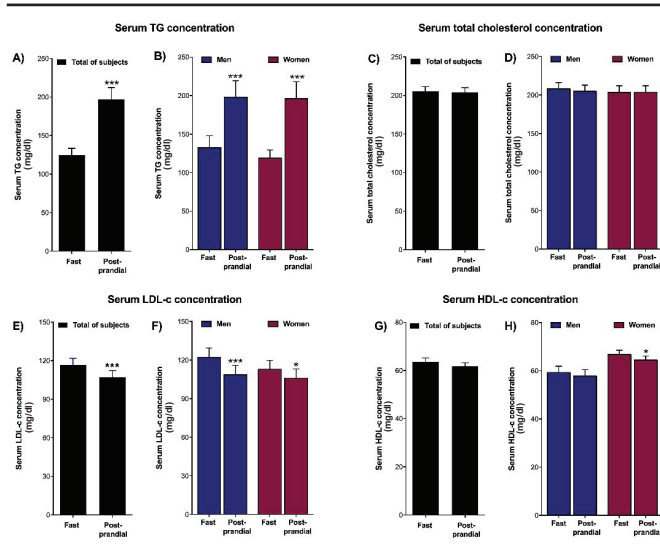 Serum TG concentration
Serum total cholesterol concentration
A)
Total of subjects
Serum TG concentration
(mg/dl)
250
200
150
100
50
0
***
Fast
Post-
prandial
B)
Men
Women
Serum TG concentration
(mg/dl)
250
200
150
100
50
0
***
***
Fast
Post-
prandial
Fast
Post-
prandial
C)
Total of subjects
Serum total cholesterol concentration
(mg/dl)
250
200
150
100
50
0
Fast
Post-
prandial
D)
Men
Women
Serum total cholesterol concentration
(mg/dl)
250
200
150
100
50
0
Fast
Post-
prandial
Fast
Post-
prandial
Serum LDL-c concentration
Serum HDL-c concentration
E)
Total of subjects
Serum LDL-c concentration
(mg/dl)
150
120
90
60
30
0
***
Fast
Post-
prandial
F)
Men
Women
Serum LDL-c concentration
(mg/dl)
150
120
90
60
30
0
***
*
Fast
Post-
prandial
Fast
Post-
prandial
G)
Total of subjects
Serum HDL-c concentration
(mg/dl)
80
60
40
20
0
Fast
Post-
prandial
H)
Men
Women
Serum HDL-c concentration
(mg/dl)
80
60
40
20
0
*
Fast
Post-
prandial
Fast
Post-
prandial